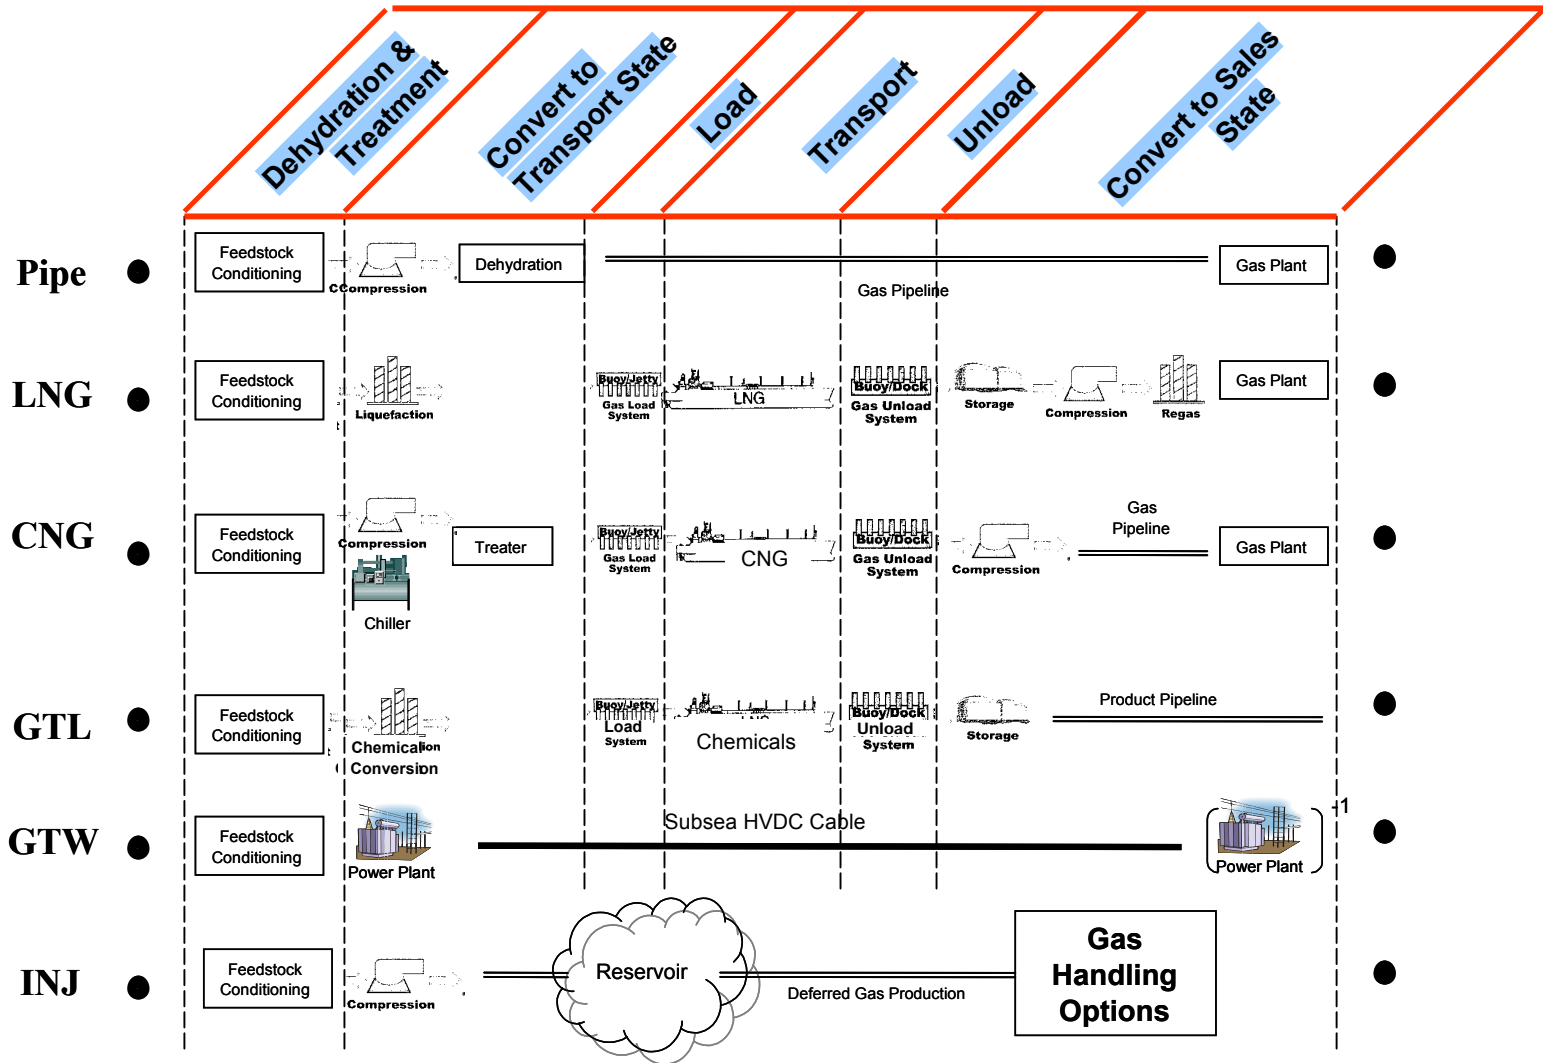 Dehydration &
Treatment
Convert to
Transport State
Load
Transport
Unload
Convert to Sales
State
Pipe
Feedstock
Conditioning
CCompression
Dehydration
Gas Pipeline
Gas Plant
LNG
Feedstock
Conditioning
Liquefaction
Buoy/Jetty
Gas Load
System
LNG
Buoy/Dock
Gas Unload
System
Storage
Compression
Regas
Gas Plant
CNG
Feedstock
Conditioning
Compression
Chiller
Treater
Buoy/Jetty
Gas Load
System
CNG
Buoy/Dock
Gas Unload
System
Compression
Gas
Pipeline
Gas Plant
GTL
Feedstock
Conditioning
Chemical
Conversion
Buoy/Jetty
Load
System
Chemicals
Buoy/Dock
Unload
System
Storage
Product Pipeline
GTW
Feedstock
Conditioning
Power Plant
Subsea HVDC Cable
Power Plant
-1
INJ
Feedstock
Conditioning
Compression
Reservoir
Deferred Gas Production
Gas
Handling
Options